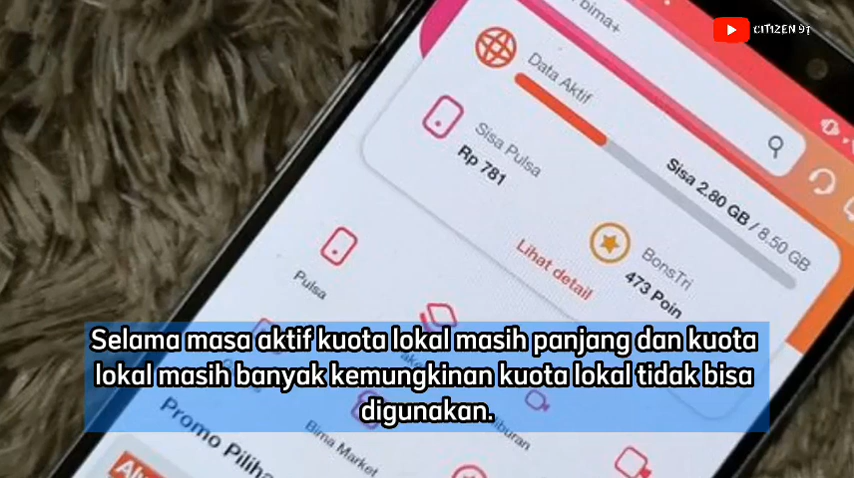 CITIZEN 91
bima+
Data Aktif
Sisa 2.80 GB / 8.50 GB
Sisa Pulsa
Rp 781
BonsTri
473 Poin
Lihat detail
Pulsa
Selama masa aktif kuota lokal masih panjang dan kuota
lokal masih banyak kemungkinan kuota lokal tidak bisa
digunakan.
Bima Market
Promo Piliha